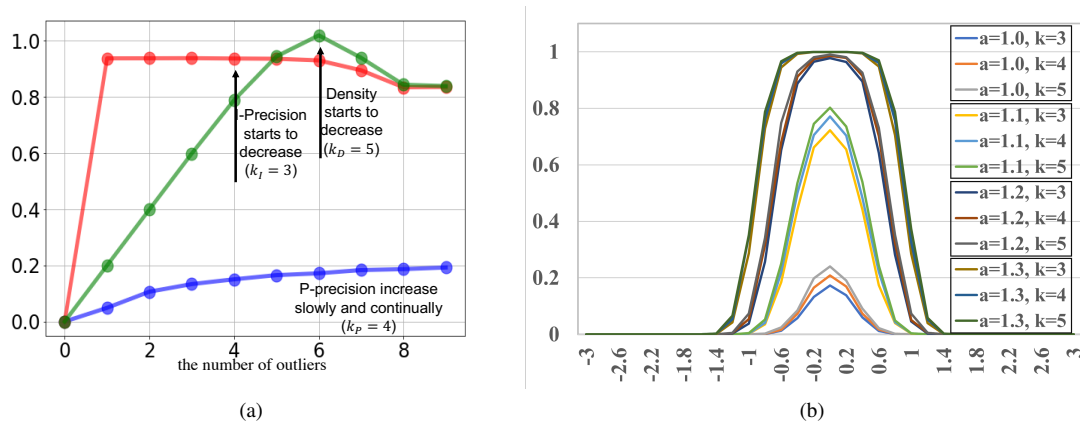 1.0
0.8
0.6
0.4
0.2
0.0
I-Precision
starts to
decrease
(k_I = 3)
Density
starts to
decrease
(k_D = 5)
P-precision increase
slowly and continually
(k_P = 4)
0 2 4 6 8
the number of outliers
(a)
1
0.8
0.6
0.4
0.2
0
-3 -2.6 -2.2 -1.8 -1.4 -1 -0.6 -0.2 0.2 0.6 1 1.4 1.8 2.2 2.6 3
a=1.0, k=3
a=1.0, k=4
a=1.0, k=5
a=1.1, k=3
a=1.1, k=4
a=1.1, k=5
a=1.2, k=3
a=1.2, k=4
a=1.2, k=5
a=1.3, k=3
a=1.3, k=4
a=1.3, k=5
(b)